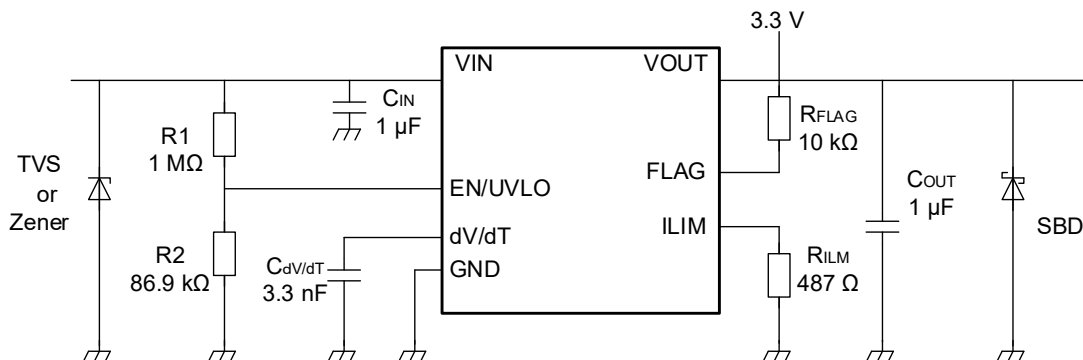 3.3 V
VIN
VOUT
CIN
1 µF
R1
1 MΩ
RFLAG
10 kΩ
TVS
or
Zener
FLAG
EN/UVLO
COUT
1 µF
SBD
ILIM
dV/dT
R2
86.9 kΩ
GND
CdV/dT
3.3 nF
RILM
487 Ω